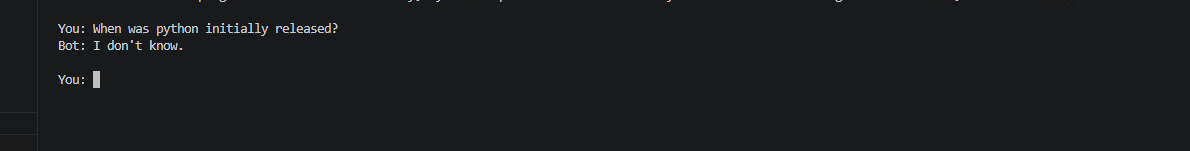 You: When was python initially released?
Bot: I don't know.
You: